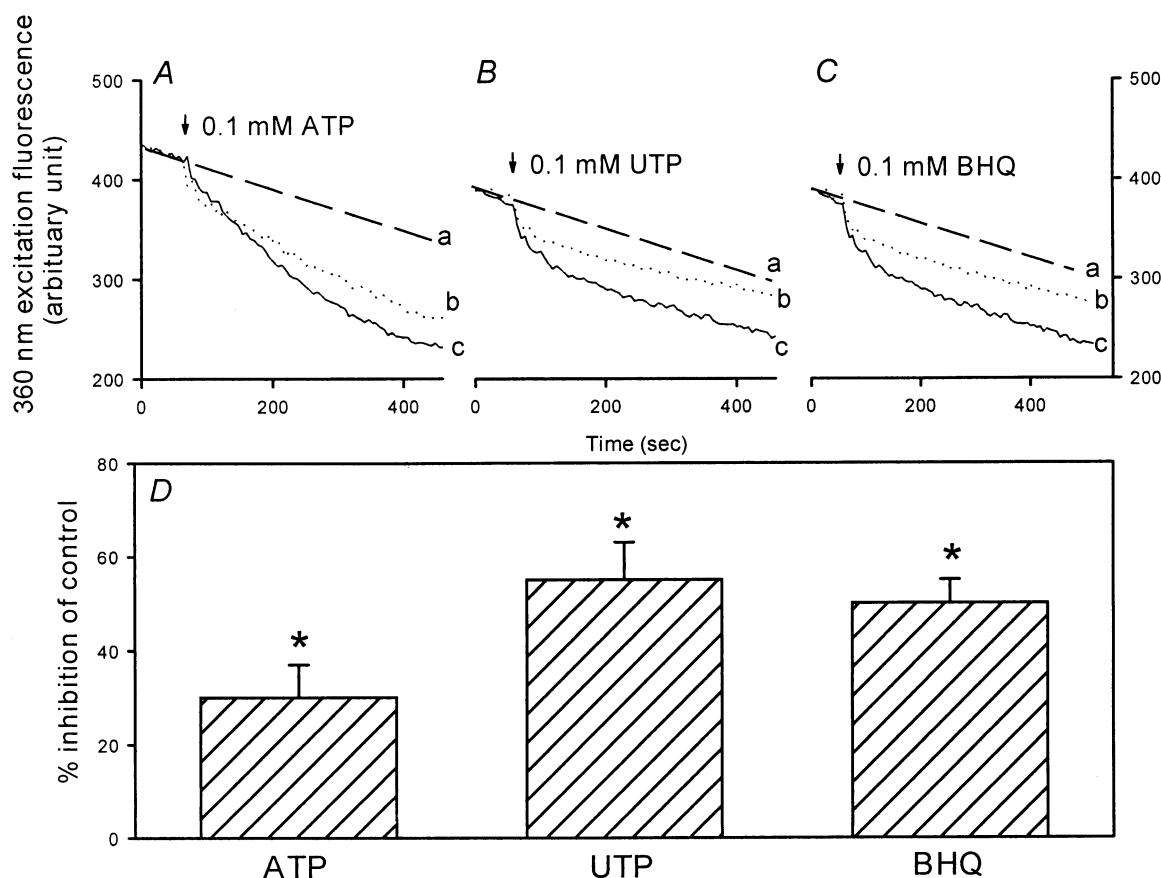 360 nm excitation fluorescence
(arbituary unit)
A
B
C
500
400
300
200
0.1 mM ATP
0.1 mM UTP
0.1 mM BHQ
a
b
c
a
b
c
a
b
c
500
400
300
200
0 200 400
0 200 400
0 200 400
Time (sec)
D
% inhibition of control
80
60
40
20
0
*
*
*
ATP
UTP
BHQ